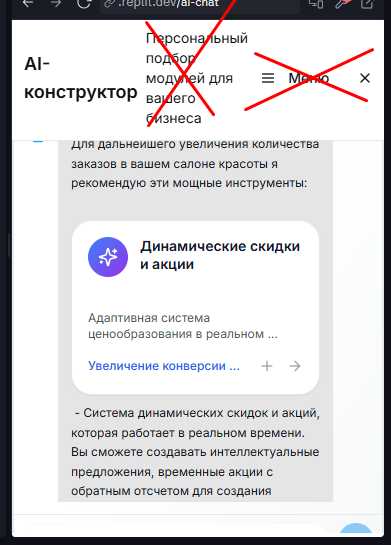 .replit.dev/ai-chat
AI-
конструктор
Персональный
подбор
модулей для
вашего
бизнеса
Меню
Для дальнейшего увеличения количества
заказов в вашем салоне красоты я
рекомендую эти мощные инструменты:
Динамические скидки
и акции
Адаптивная система
ценообразования в реальном ...
Увеличение конверсии ...
- Система динамических скидок и акций,
которая работает в реальном времени.
Вы сможете создавать интеллектуальные
предложения, временные акции с
обратным отсчетом для создания